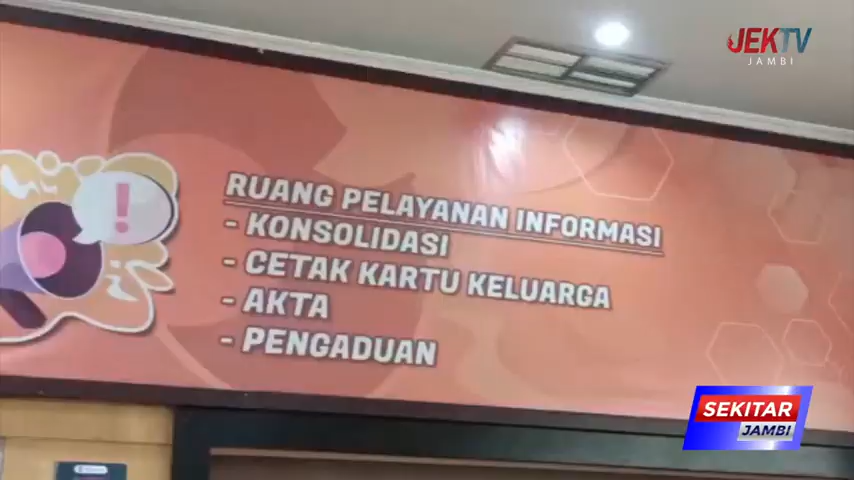 JEKTV
JAMBI
!
RUANG PELAYANAN INFORMASI
- KONSOLIDASI
- CETAK KARTU KELUARGA
- AKTA
- PENGADUAN
SEKITAR
JAMBI